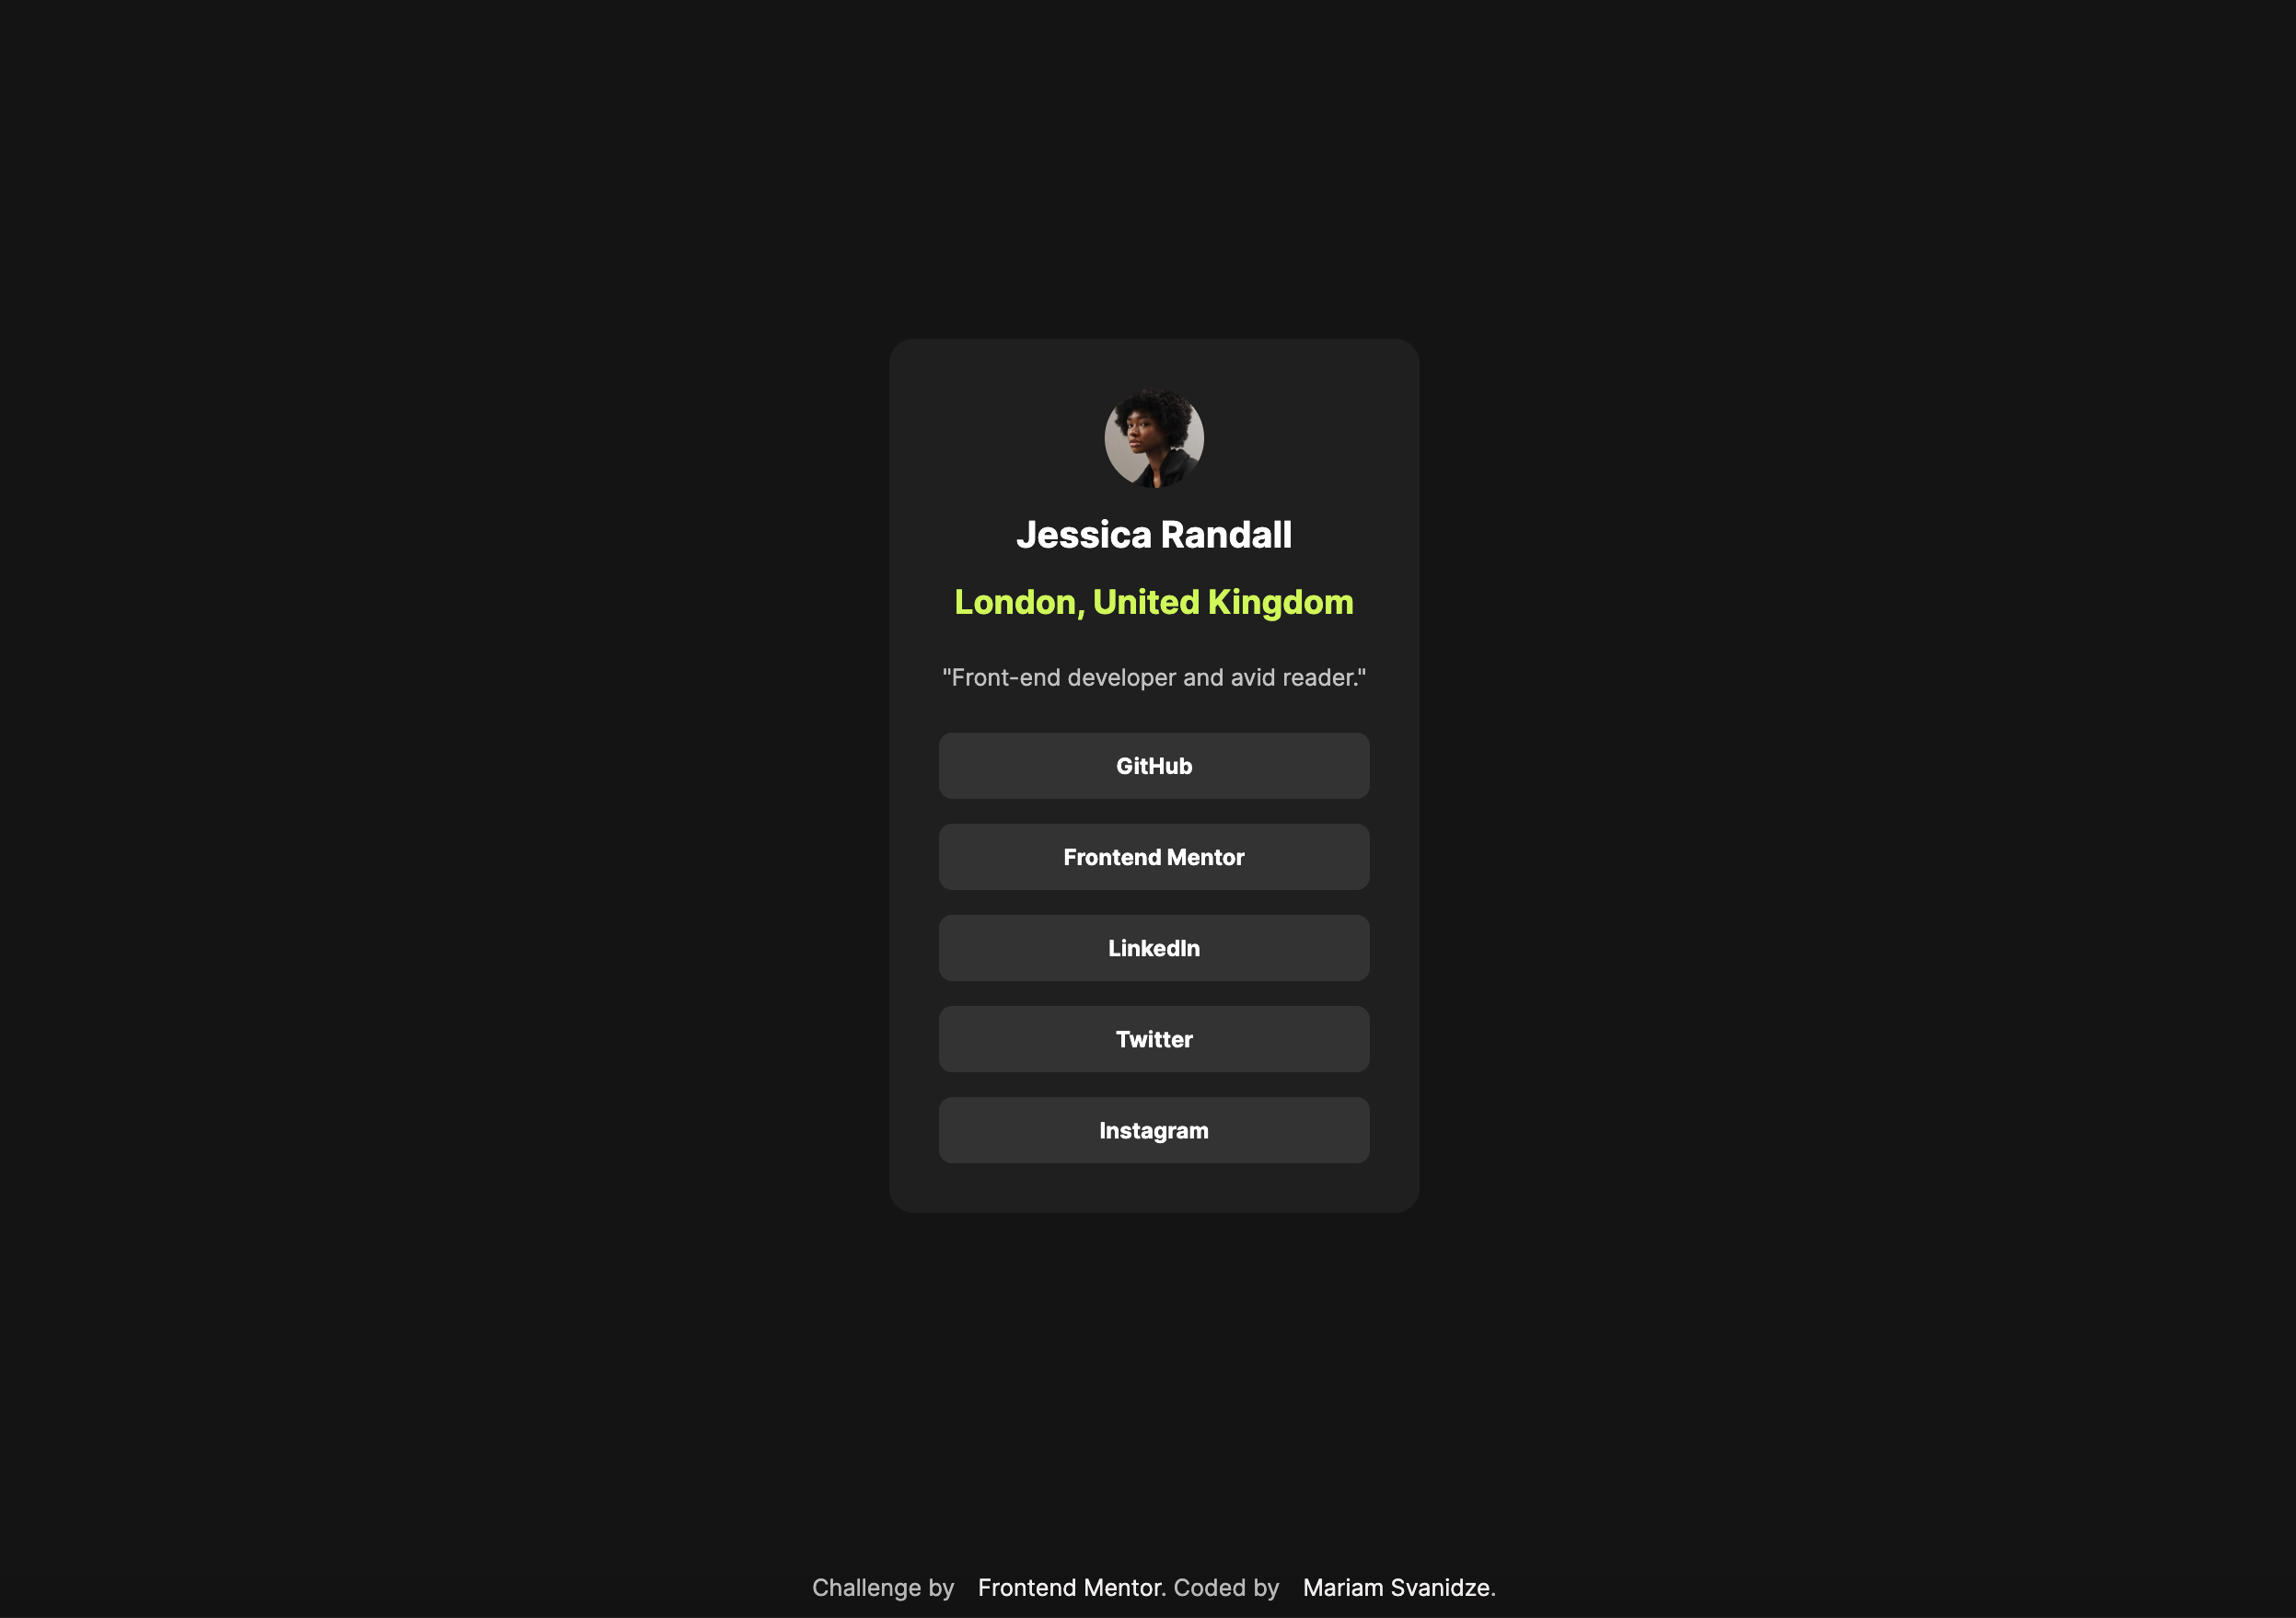 Jessica Randall
London, United Kingdom
"Front-end developer and avid reader."
GitHub
Frontend Mentor
LinkedIn
Twitter
Instagram
Challenge by Frontend Mentor. Coded by Mariam Svanidze.